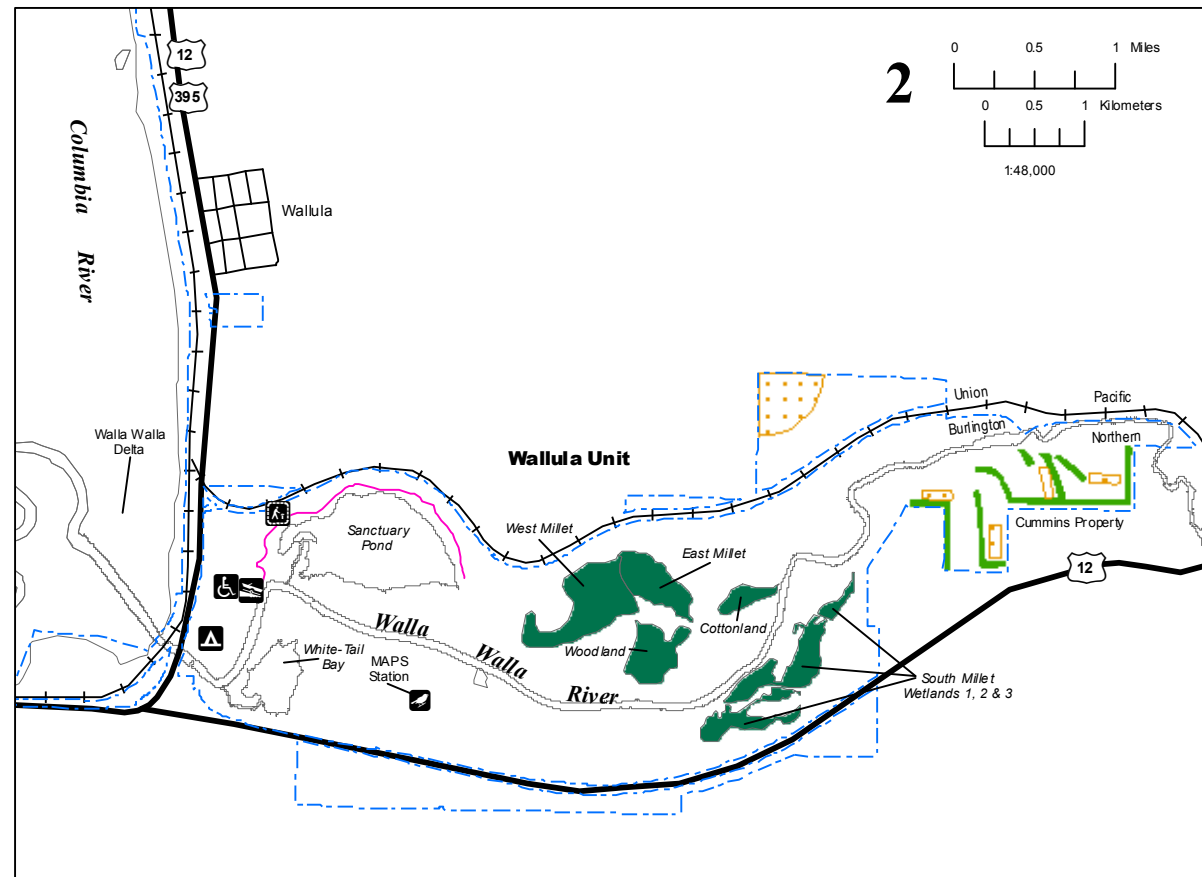 12
395
2
0 0.5 1 Miles
0 0.5 1 Kilometers
1:48,000
Columbia
River
Wallula
Walla Walla
Delta
Union Pacific
Burlington Northern
Wallula Unit
Sanctuary
Pond
West Millet
East Millet
Cummins Property
12
Cottonland
Woodland
Walla
Walla
River
White-Tail
Bay
MAPS
Station
South Millet
Wetlands 1, 2 & 3